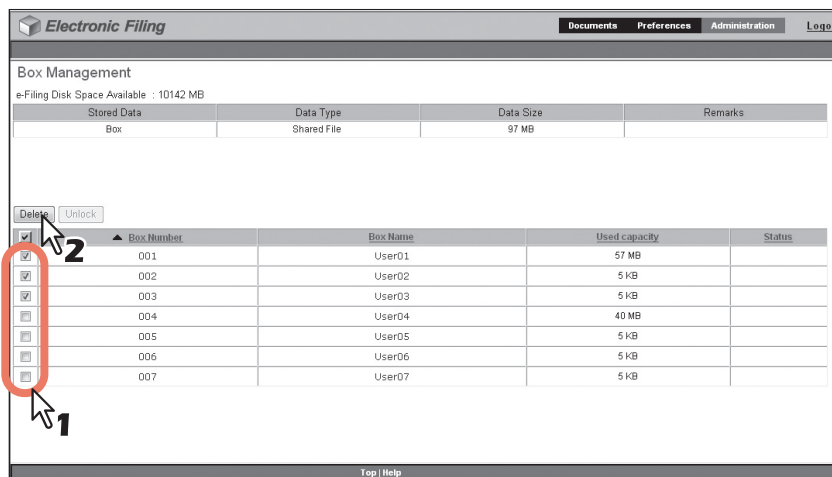 Electronic Filing Documents Preferences Administration Logo
Box Management
e-Filing Disk Space Available : 10142 MB
Stored Data Data Type Data Size Remarks
Box Shared File 97 MB
Delete Unlock
2
▲ Box Number Box Name Used capacity Status
001 User01 57 MB
002 User02 5 KB
003 User03 5 KB
004 User04 40 MB
005 User05 5 KB
006 User06 5 KB
007 User07 5 KB
1
Top | Help